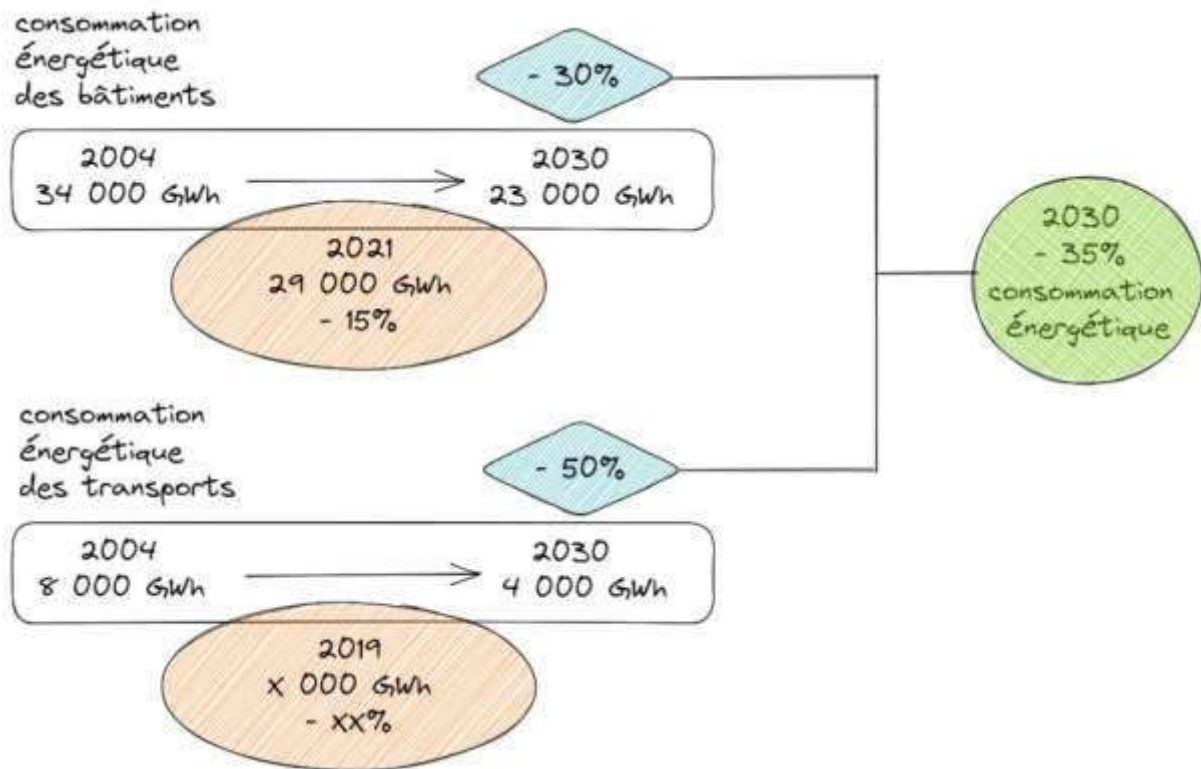 consommation
énergétique
des bâtiments
- 30%
2004
34 000 GWh
2030
23 000 GWh
2021
29 000 GWh
- 15%
2030
- 35%
consommation
énergétique
consommation
énergétique
des transports
- 50%
2004
8 000 GWh
2030
4 000 GWh
2019
x 000 GWh
- xx%